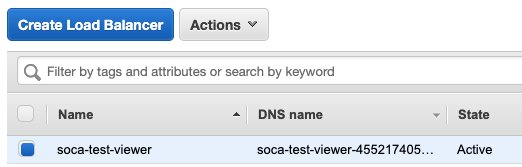 Create Load Balancer Actions
Filter by tags and attributes or search by keyword
Name DNS name State
soca-test-viewer soca-test-viewer-455217405... Active